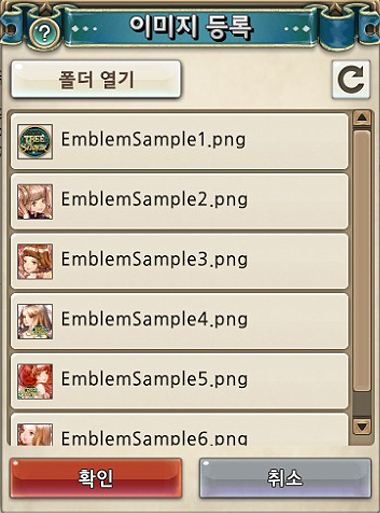 ?
이미지 등록
폴더 열기
EmblemSample1.png
EmblemSample2.png
EmblemSample3.png
EmblemSample4.png
EmblemSample5.png
EmblemSample6.png
확인
취소